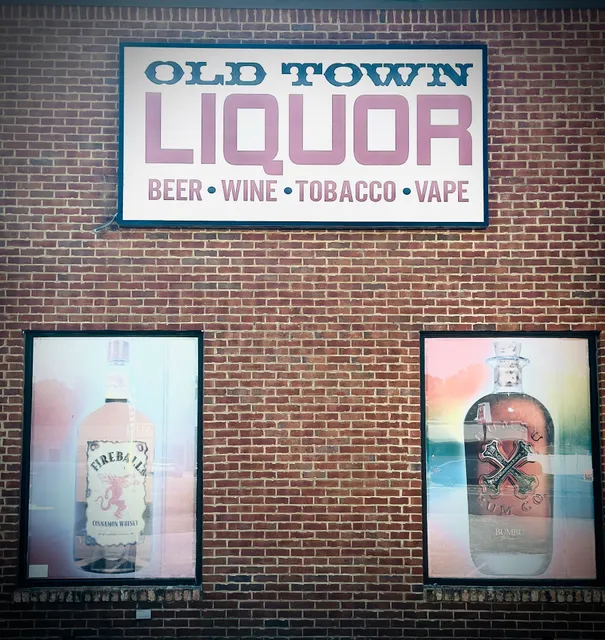 OLD TOWN
LIQUOR
BEER • WINE • TOBACCO • VAPE
FIREBALL
CINNAMON WHISKY
BUMBU